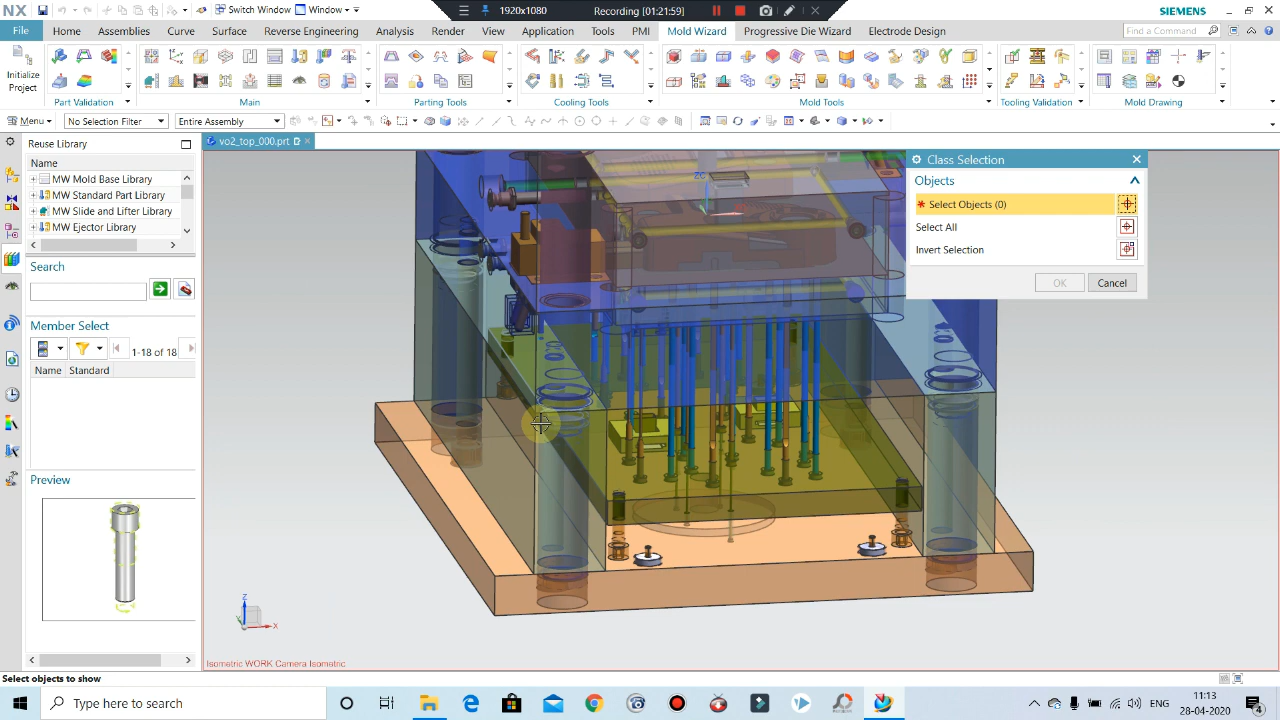 NX
Switch Window
Window
1920x1080
Recording [01:21:59]
SIEMENS
File
Home
Curve
Surface
Reverse Engineering
Analysis
Render
View
Application
Tools
PMI
Mold Wizard
Progressive Die Wizard
Elecode Design
Find a Command
Initialize
Project
Part Validation
Main
Parting Tools
Cooling Tools
Mold Tools
Tooling Validation
Mold Drawing
Menu
No Selection Filter
Entire Assembly
Reuse Library
vo2_top_000.prt
Name
MW Mold Base Library
MW Standard Part Library
MW Slide and Lifter Library
MW Ejector Library
Search
Member Select
1-18 of 18
Name
Standard
Preview
Class Selection
Objects
* Select Objects (0)
Select All
Invert Selection
OK
Cancel
ZC
Z
Y
X
Isometric WORK Camera Isometric
Select objects to show
Type here to search
ENG
11:13
28-04-2020
4